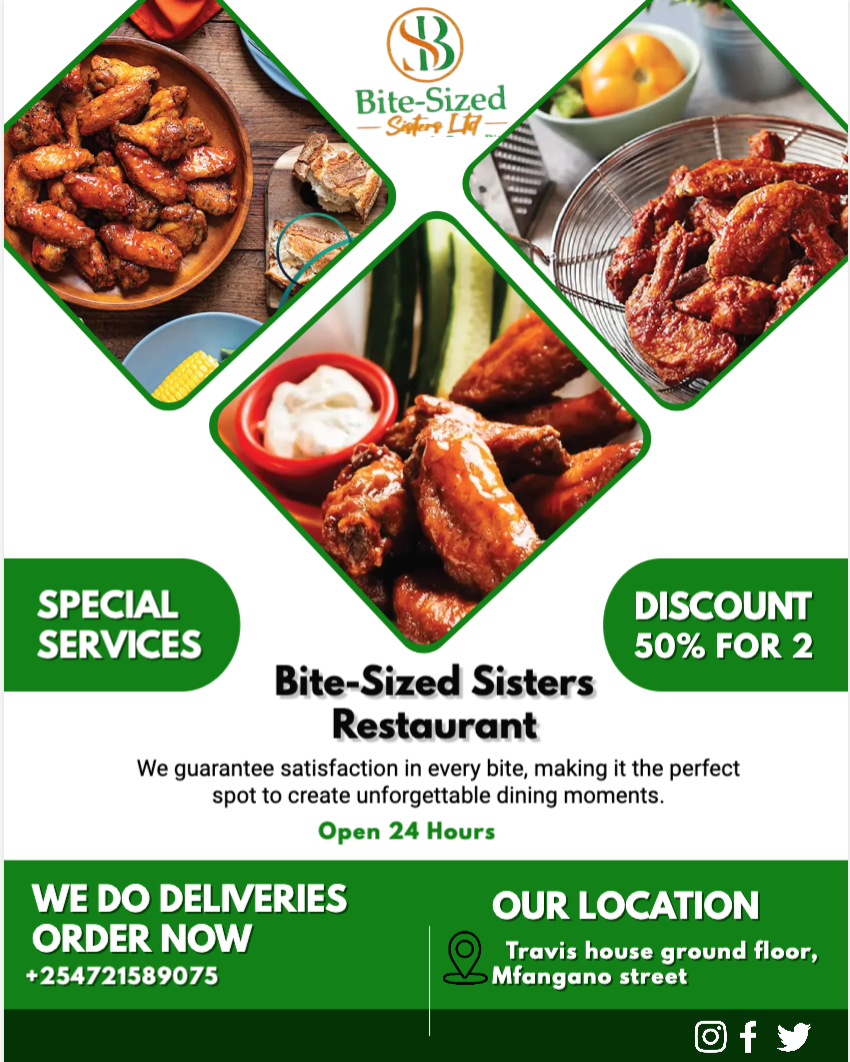 SB
Bite-Sized
Sisters Ltd
SPECIAL
SERVICES
DISCOUNT
50% FOR 2
Bite-Sized Sisters
Restaurant
We guarantee satisfaction in every bite, making it the perfect
spot to create unforgettable dining moments.
Open 24 Hours
WE DO DELIVERIES
ORDER NOW
+254721589075
OUR LOCATION
Travis house ground floor,
Mfangano street